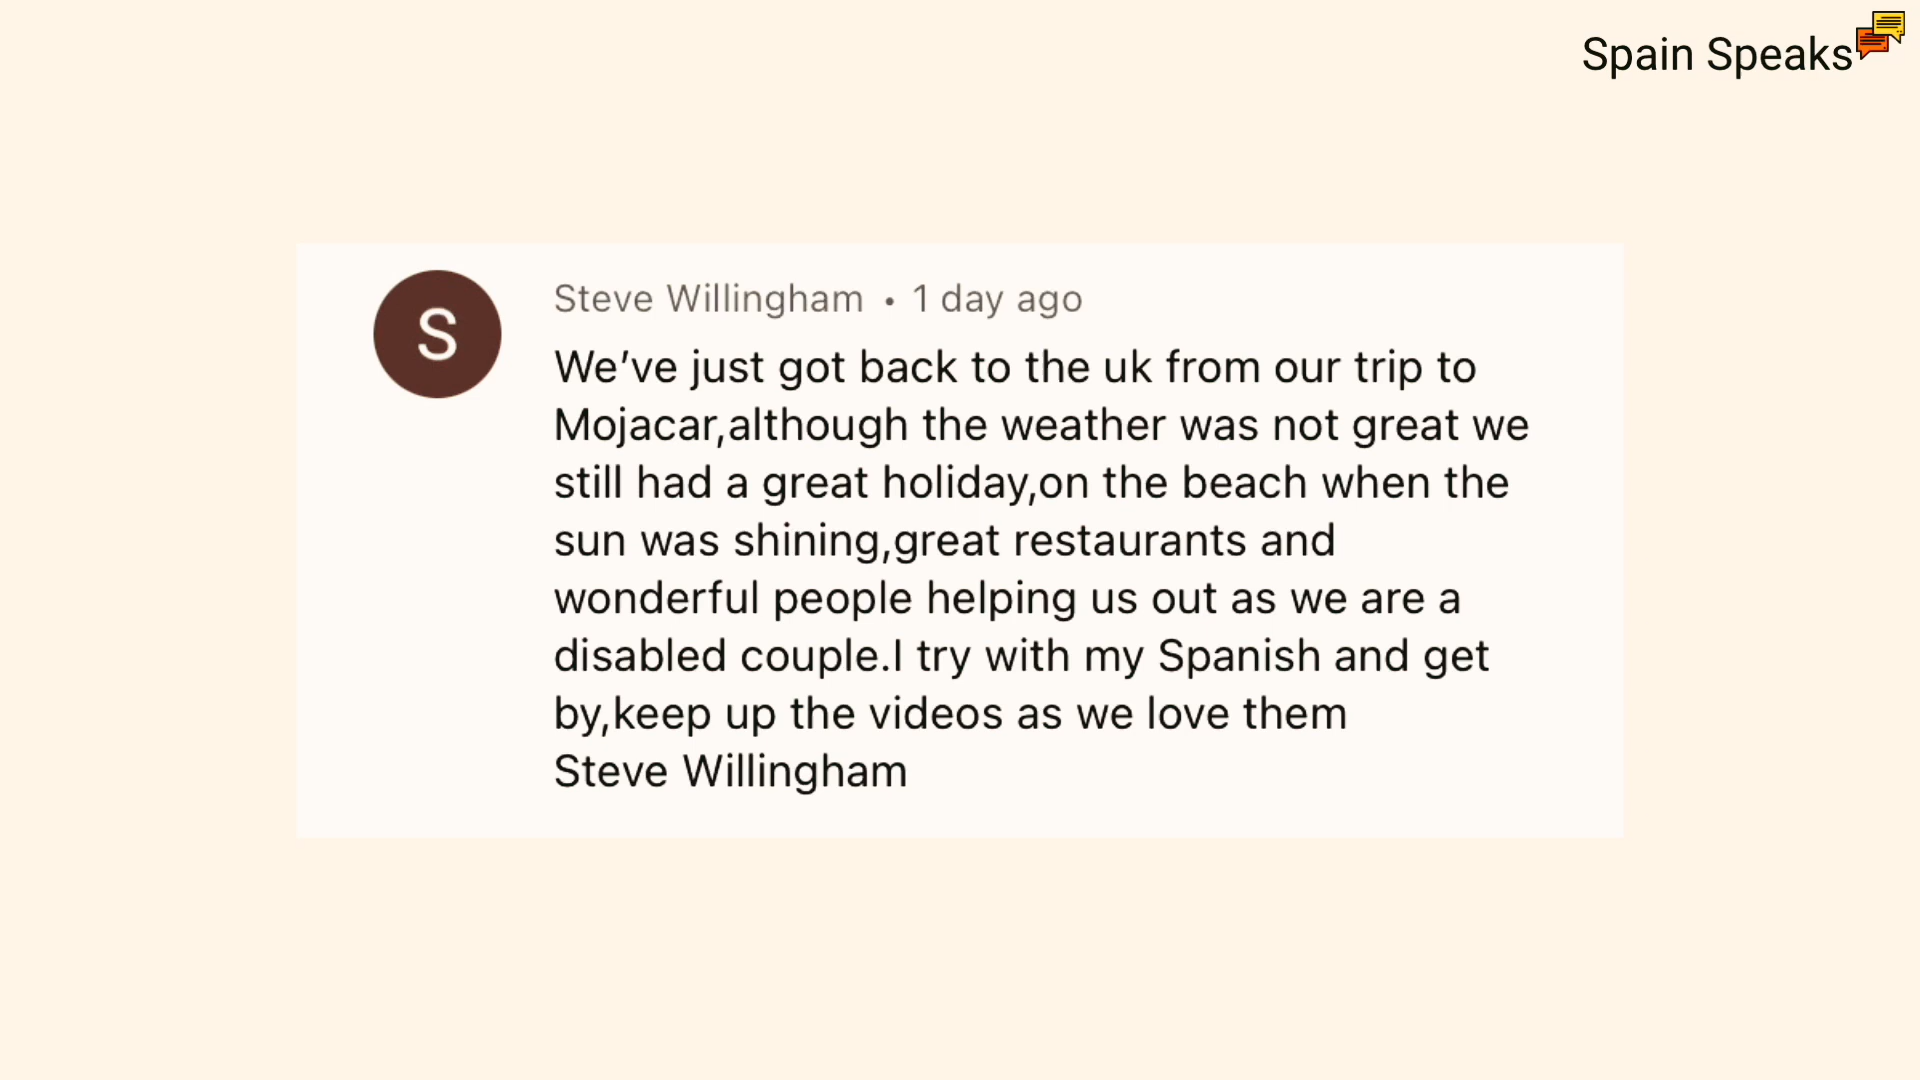 Spain Speaks
S
Steve Willingham • 1 day ago
We’ve just got back to the uk from our trip to
Mojacar,although the weather was not great we
still had a great holiday,on the beach when the
sun was shining,great restaurants and
wonderful people helping us out as we are a
disabled couple.I try with my Spanish and get
by,keep up the videos as we love them
Steve Willingham